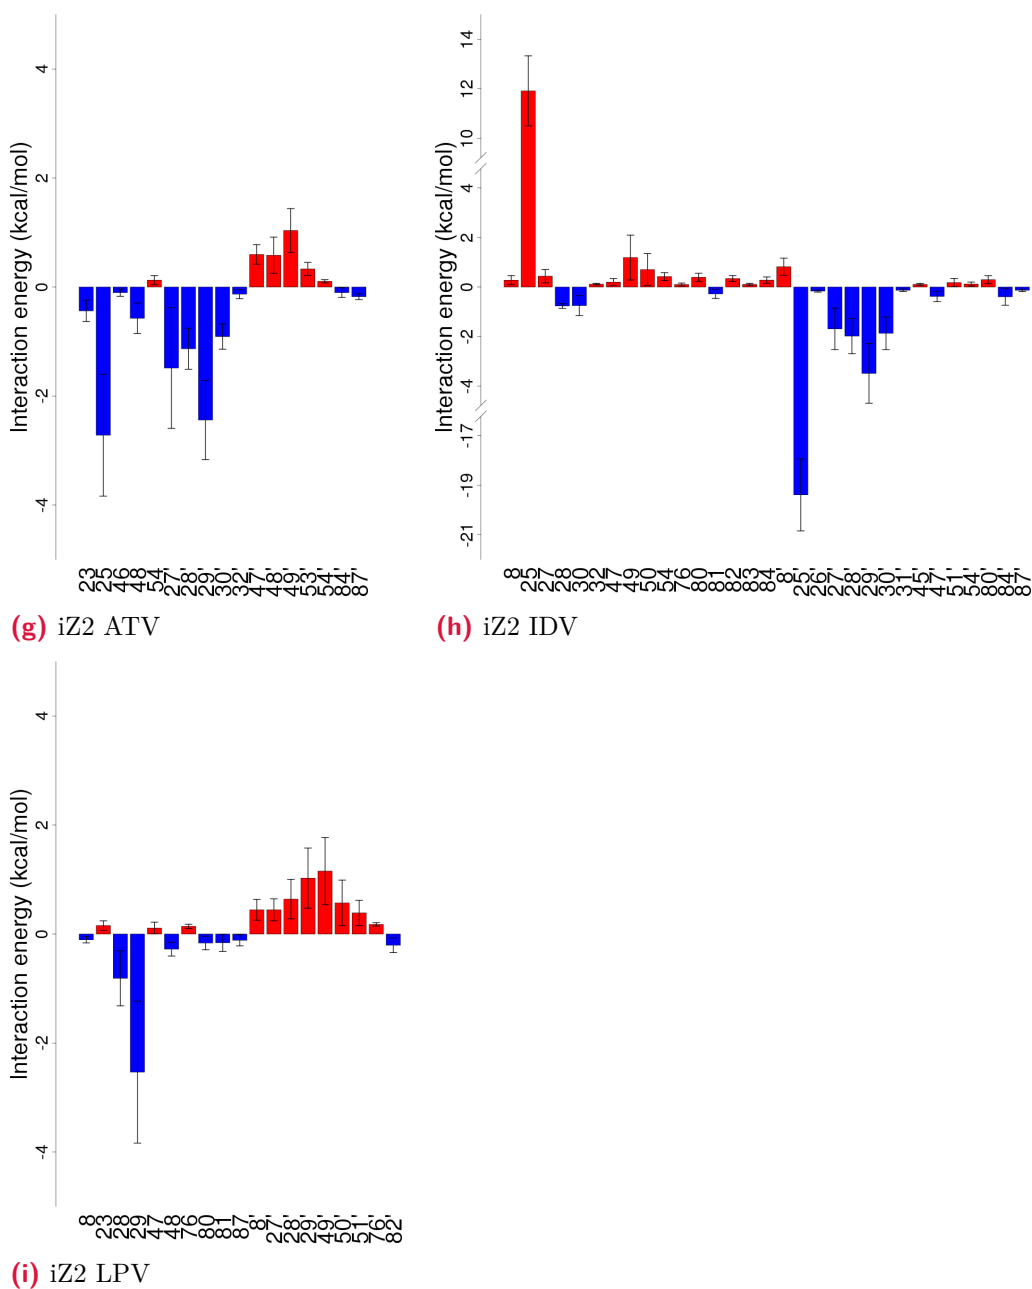 Interaction energy (kcal/mol)
4
2
0
-2
-4
23 25 46 48 54 27' 28' 29' 30' 32' 47' 48' 49' 53' 54' 84' 87'
(g) iZ2 ATV
Interaction energy (kcal/mol)
14
12
10
4
2
0
-2
-4
-17
-19
-21
8 25 27 28 30 32 47 49 50 54 76 80 81 82 83 84 8' 25' 26' 27' 28' 29' 30' 31' 45' 47' 51' 54' 80' 84' 87'
(h) iZ2 IDV
Interaction energy (kcal/mol)
4
2
0
-2
-4
8 23 28 29 47 48 76 80 81 87 8' 27' 28' 29' 49' 50' 51' 76' 82'
(i) iZ2 LPV